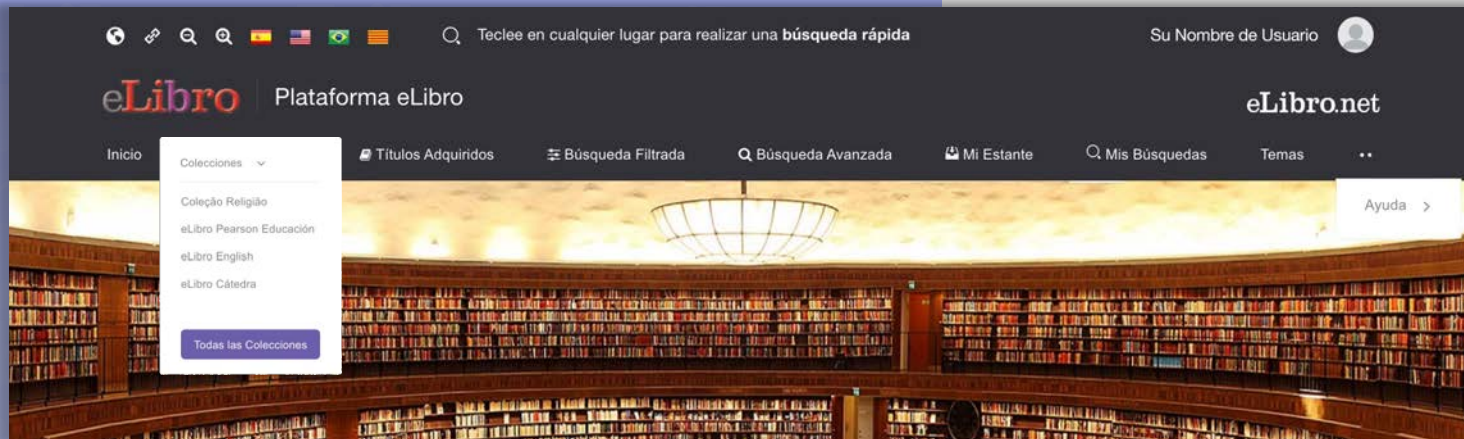 Teclee en cualquier lugar para realizar una búsqueda rápida
Su Nombre de Usuario
eLibro
Plataforma eLibro
eLibro.net
Inicio
Colecciones
Títulos Adquiridos
Búsqueda Filtrada
Búsqueda Avanzada
Mi Estante
Mis Búsquedas
Temas
Coleção Religião
eLibro Pearson Educación
eLibro English
eLibro Cátedra
Todas las Colecciones
Ayuda